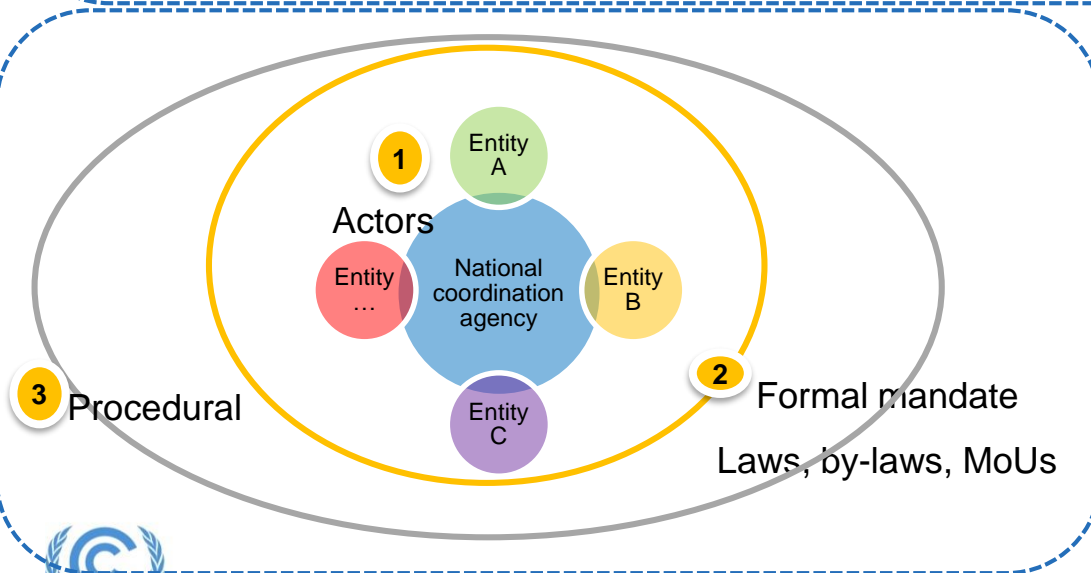 1
Entity
A
Actors
Entity
…
National
coordination
agency
Entity
B
Entity
C
2
Formal mandate
Laws, by-laws, MoUs
3
Procedural